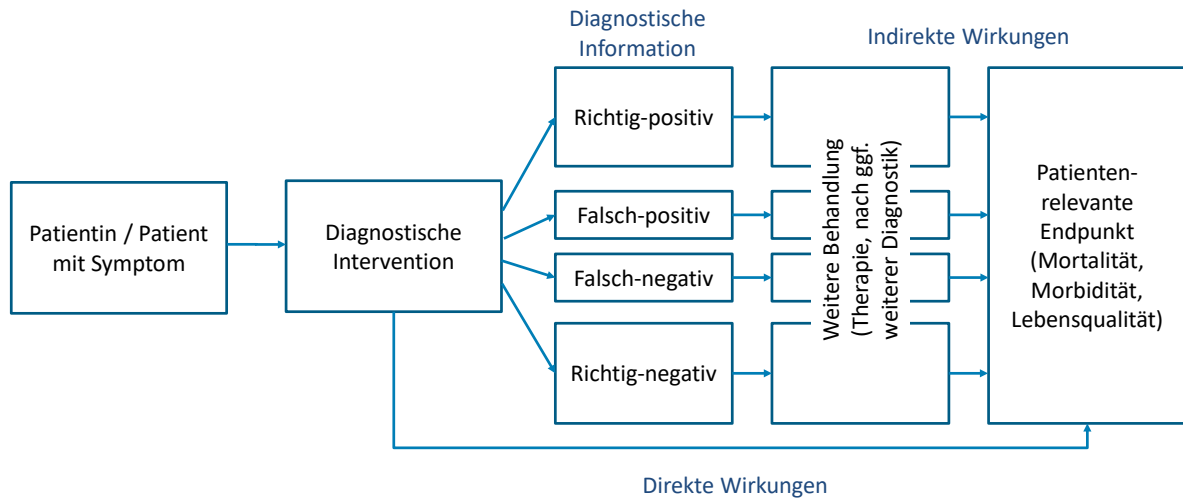 Diagnostische
Information
Indirekte Wirkungen
Richtig-positiv
Falsch-positiv
Falsch-negativ
Richtig-negativ
Patientin / Patient
mit Symptom
Diagnostische
Intervention
Weitere Behandlung
(Therapie, nach ggf.
weiterer Diagnostik)
Patienten-
relevante
Endpunkt
(Mortalität,
Morbidität,
Lebensqualität)
Direkte Wirkungen